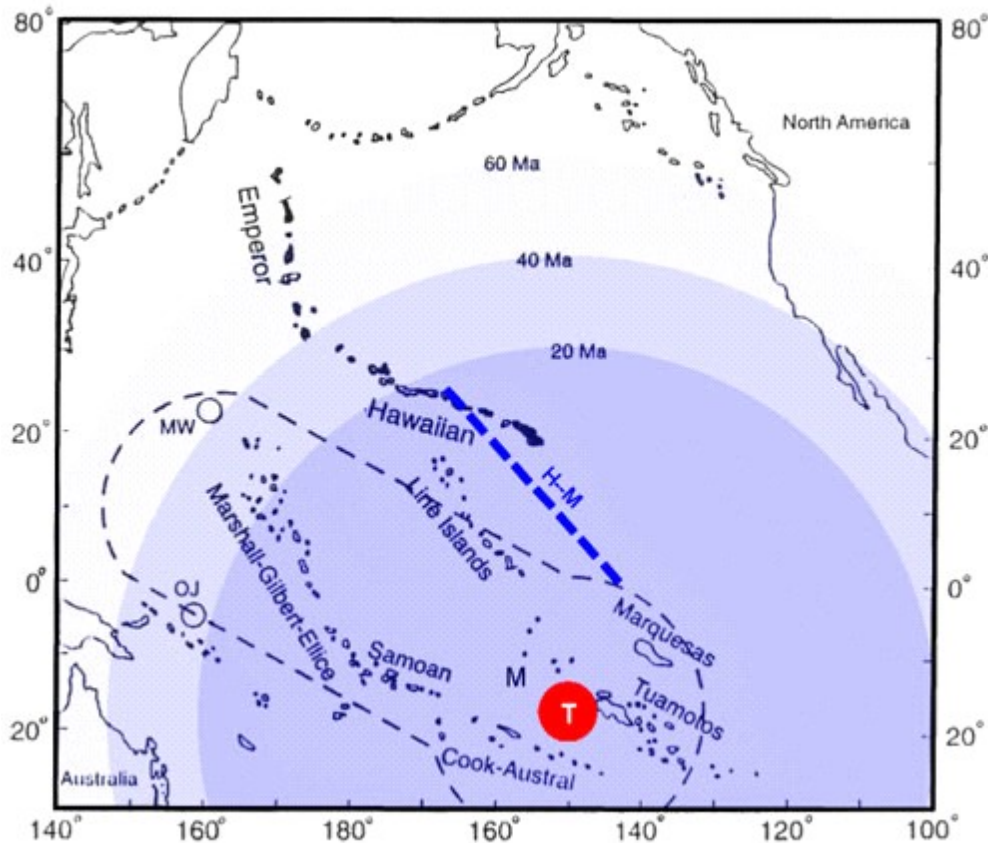 80°
80°
North America
60 Ma
Emperor
40°
40 Ma
40°
20 Ma
Hawaiian
MW
20°
20°
H-M
Line Islands
Marshall-Gilbert-Ellice
0°
OJ
0°
Marquesas
Samoan
M
T
Tuamotos
20°
20°
Cook-Austral
Australia
140°
160°
180°
160°
140°
120°
100°